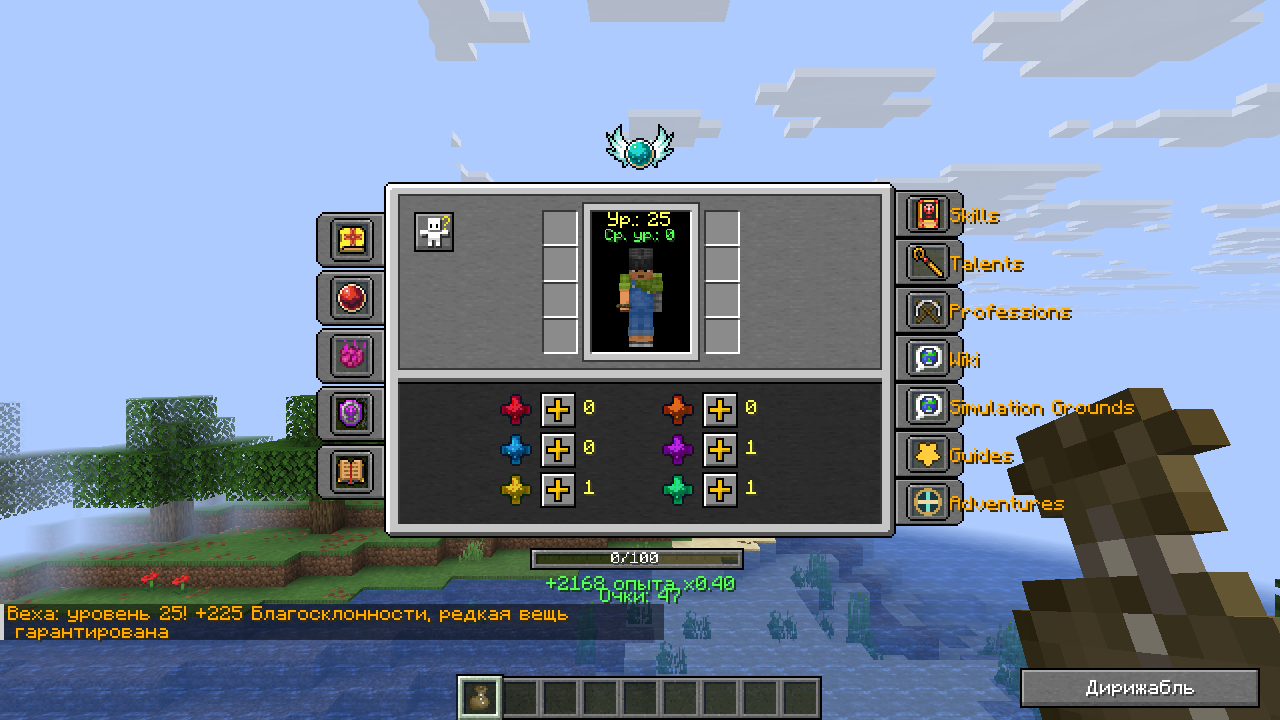 Ур.: 25
Ср. ур.: 0
Skills
Talents
Professions
Wiki
Simulation Grounds
Guides
Adventures
0 0
0 1
1 1
0/100
+2168 опыта x0.40
Очки: 47
Веха: уровень 25! +225 Благосклонности, редкая вещь
гарантирована
Дирижабль